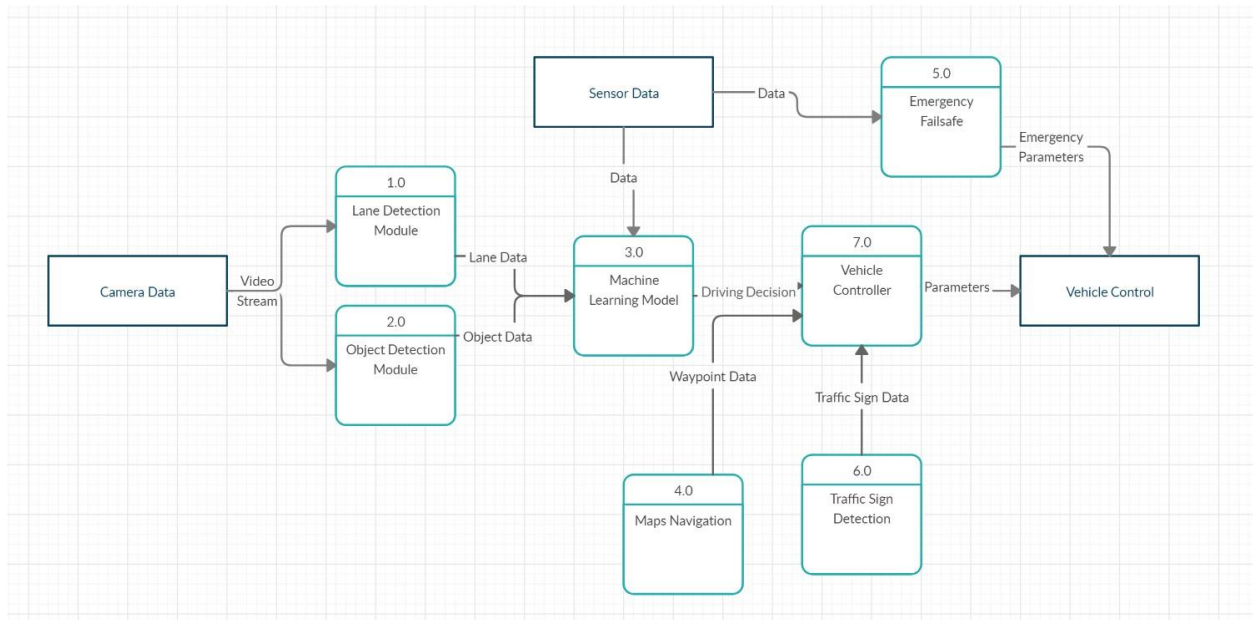 Sensor Data
Data
5.0
Emergency
Failsafe
Emergency
Parameters
Data
1.0
Lane Detection
Module
Lane Data
Camera Data
Video
Stream
2.0
Object Detection
Module
Object Data
3.0
Machine
Learning Model
Driving Decision
7.0
Vehicle
Controller
Parameters
Vehicle Control
Waypoint Data
Traffic Sign Data
4.0
Maps Navigation
6.0
Traffic Sign
Detection